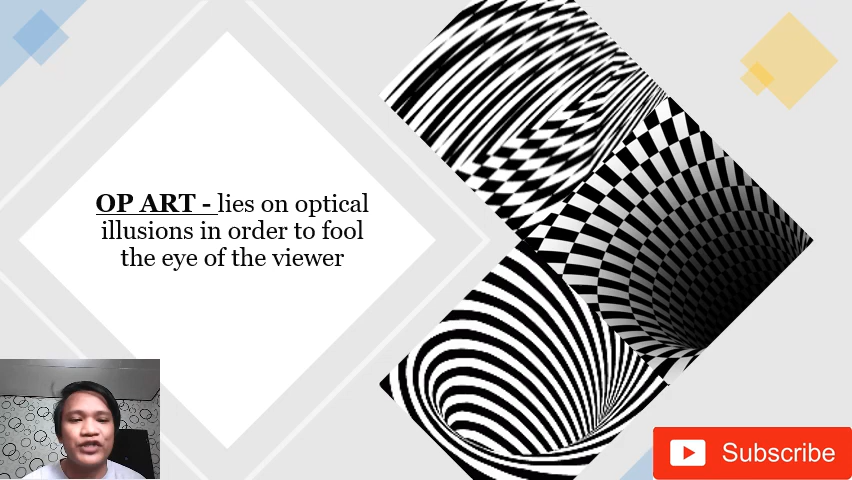 OP ART - lies on optical
illusions in order to fool
the eye of the viewer
Subscribe